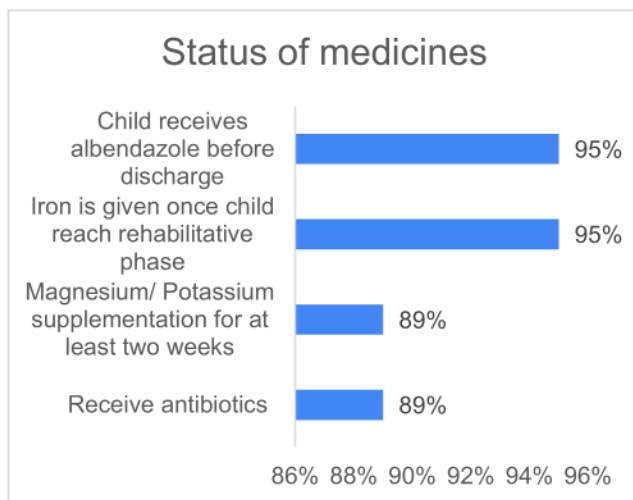 Status of medicines
Child receives
albendazole before
discharge
95%
Iron is given once child
reach rehabilitative
phase
95%
Magnesium/ Potassium
supplementation for at
least two weeks
89%
Receive antibiotics
89%
86% 88% 90% 92% 94% 96%